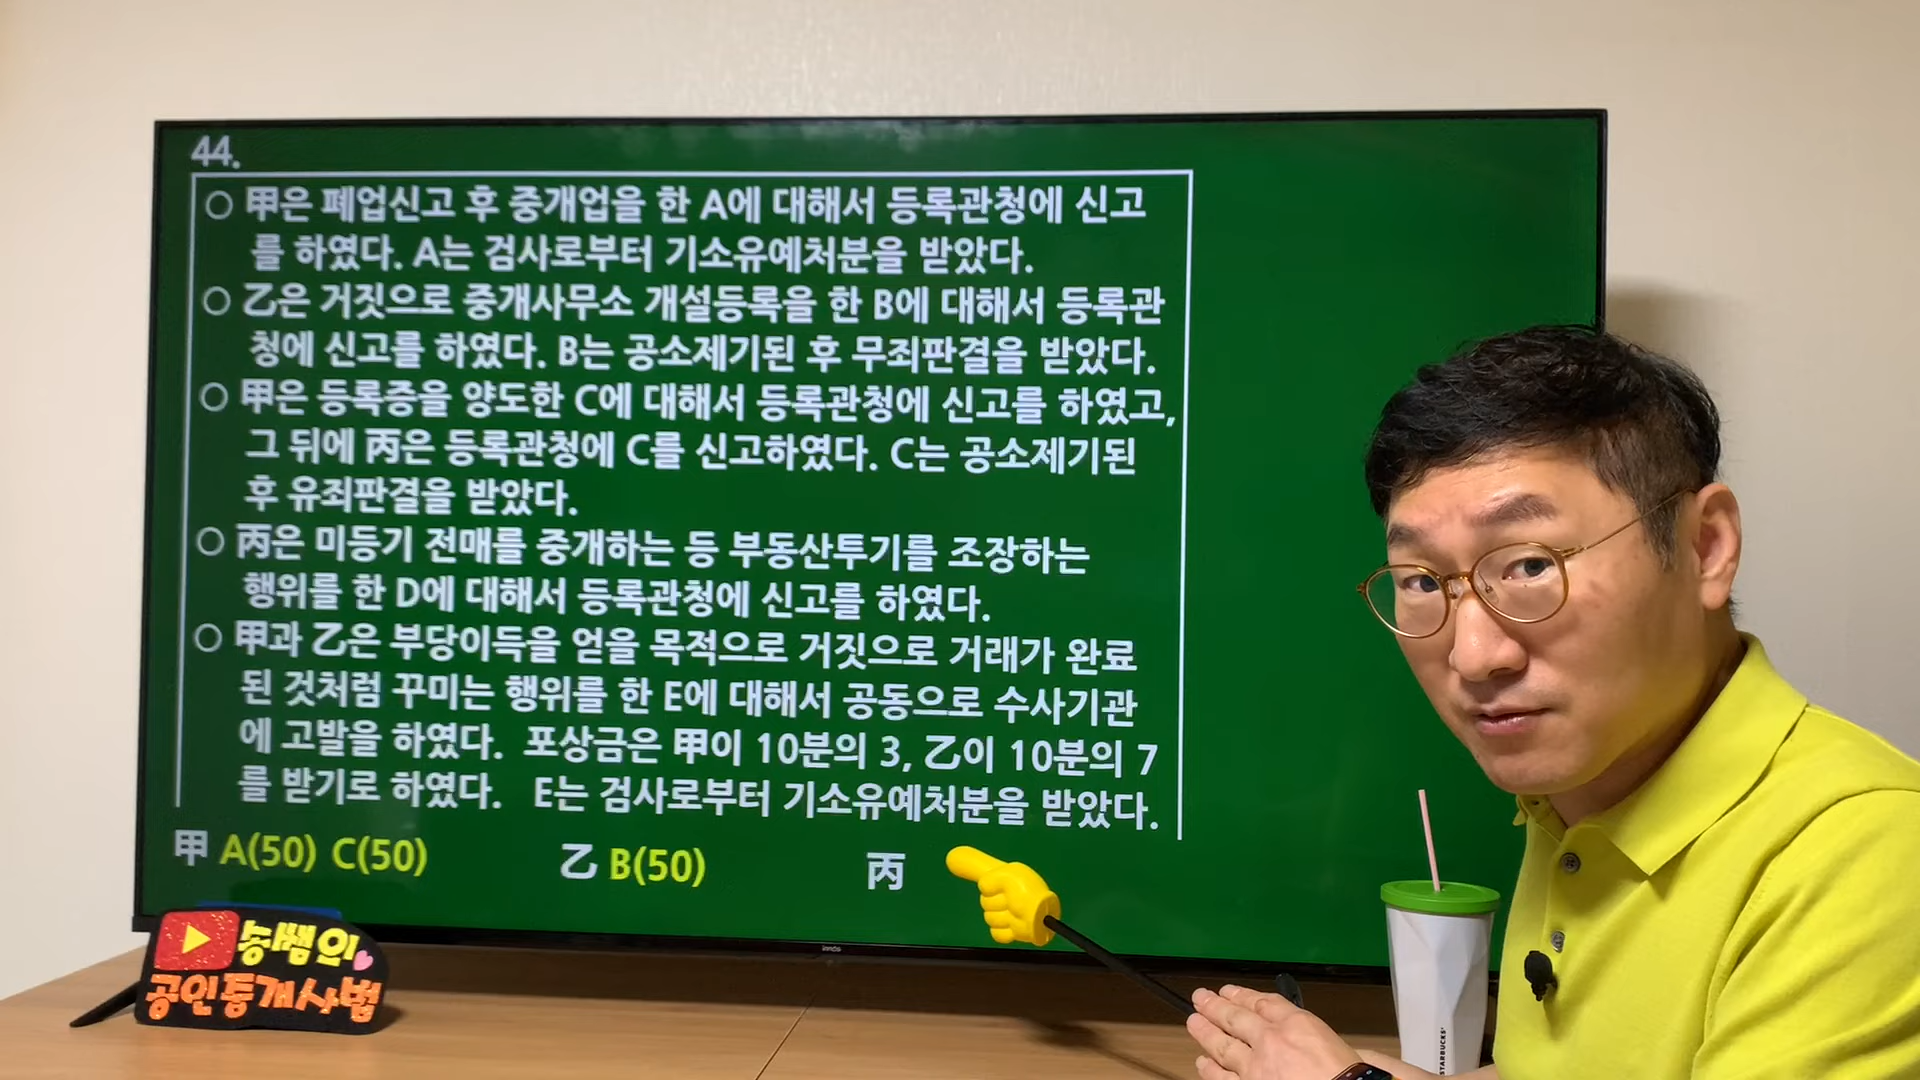 44.
○ 甲은 폐업신고 후 중개업을 한 A에 대해서 등록관청에 신고
를 하였다. A는 검사로부터 기소유예처분을 받았다.
○ 乙은 거짓으로 중개사무소 개설등록을 한 B에 대해서 등록관
청에 신고를 하였다. B는 공소제기된 후 무죄판결을 받았다.
○ 甲은 등록증을 양도한 C에 대해서 등록관청에 신고를 하였고,
그 뒤에 丙은 등록관청에 C를 신고하였다. C는 공소제기된
후 유죄판결을 받았다.
○ 丙은 미등기 전매를 중개하는 등 부동산투기를 조장하는
행위를 한 D에 대해서 등록관청에 신고를 하였다.
○ 甲과 乙은 부당이득을 얻을 목적으로 거짓으로 거래가 완료
된 것처럼 꾸미는 행위를 한 E에 대해서 공동으로 수사기관
에 고발을 하였다. 포상금은 甲이 10분의 3, 乙이 10분의 7
를 받기로 하였다. E는 검사로부터 기소유예처분을 받았다.
甲 A(50) C(50) 乙 B(50) 丙
송쌤의
공인중개사법
STARBUCKS